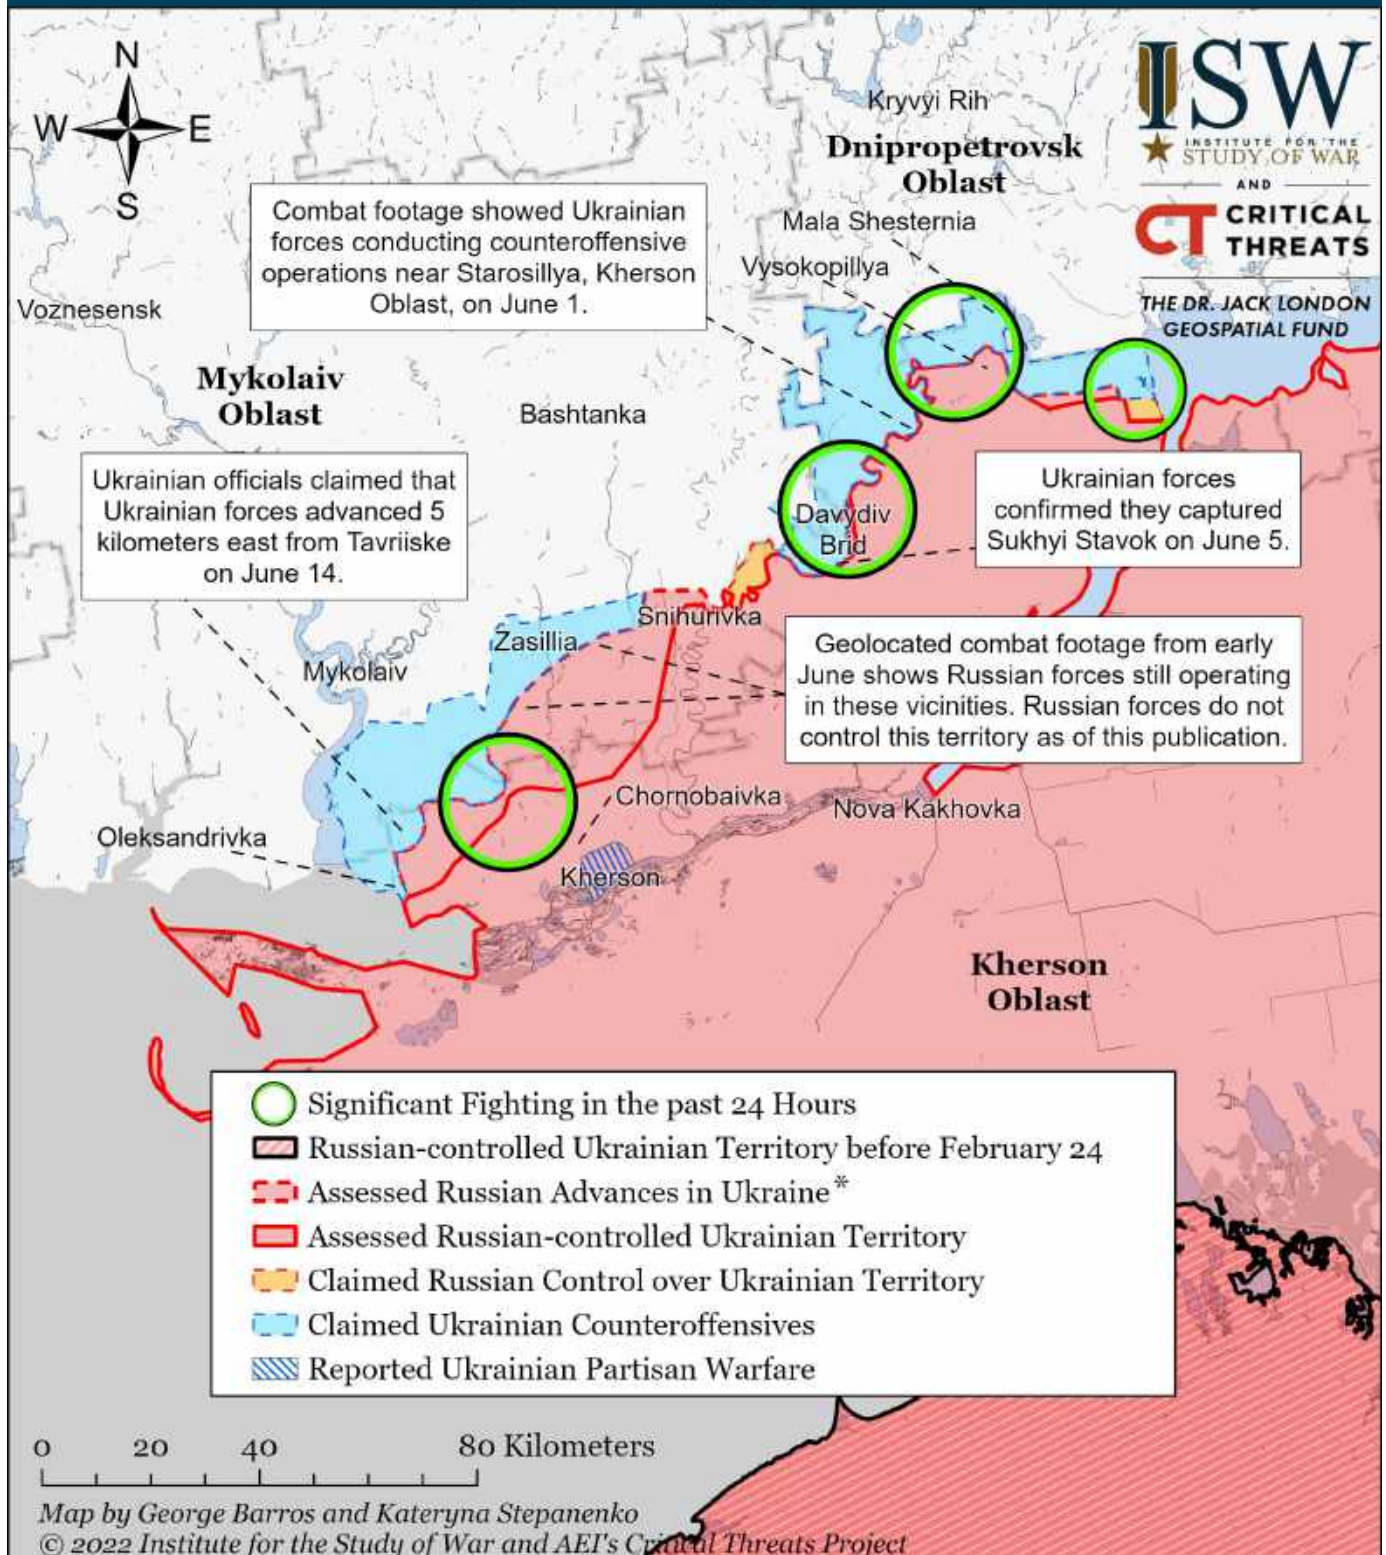 N
W
E
S
ISW
INSTITUTE FOR THE
STUDY OF WAR
AND
CT CRITICAL
THREATS
THE DR. JACK LONDON
GEOSPATIAL FUND
Kryvyi Rih
Dnipropetrovsk
Oblast
Mala Shesternia
Vysokopillya
Combat footage showed Ukrainian
forces conducting counteroffensive
operations near Starosillya, Kherson
Oblast, on June 1.
Voznesensk
Mykolaiv
Oblast
Bashtanka
Ukrainian officials claimed that
Ukrainian forces advanced 5
kilometers east from Tavriiske
on June 14.
Ukrainian forces
confirmed they captured
Sukhyi Stavok on June 5.
Davydiv
Brid
Snihurivka
Zasillia
Mykolaiv
Geolocated combat footage from early
June shows Russian forces still operating
in these vicinities. Russian forces do not
control this territory as of this publication.
Chornobaivka
Nova Kakhovka
Oleksandrivka
Kherson
Kherson
Oblast
Significant Fighting in the past 24 Hours
Russian-controlled Ukrainian Territory before February 24
Assessed Russian Advances in Ukraine*
Assessed Russian-controlled Ukrainian Territory
Claimed Russian Control over Ukrainian Territory
Claimed Ukrainian Counteroffensives
Reported Ukrainian Partisan Warfare
0 20 40 80 Kilometers
Map by George Barros and Kateryna Stepanenko
© 2022 Institute for the Study of War and AEI's Critical Threats Project